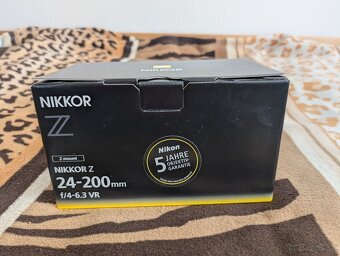 NIKKOR
Z
Z mount
NIKKOR Z
24-200mm
f/4-6.3 VR
Nikon
5 JAHRE
OBJEKTIV-
GARANTIE